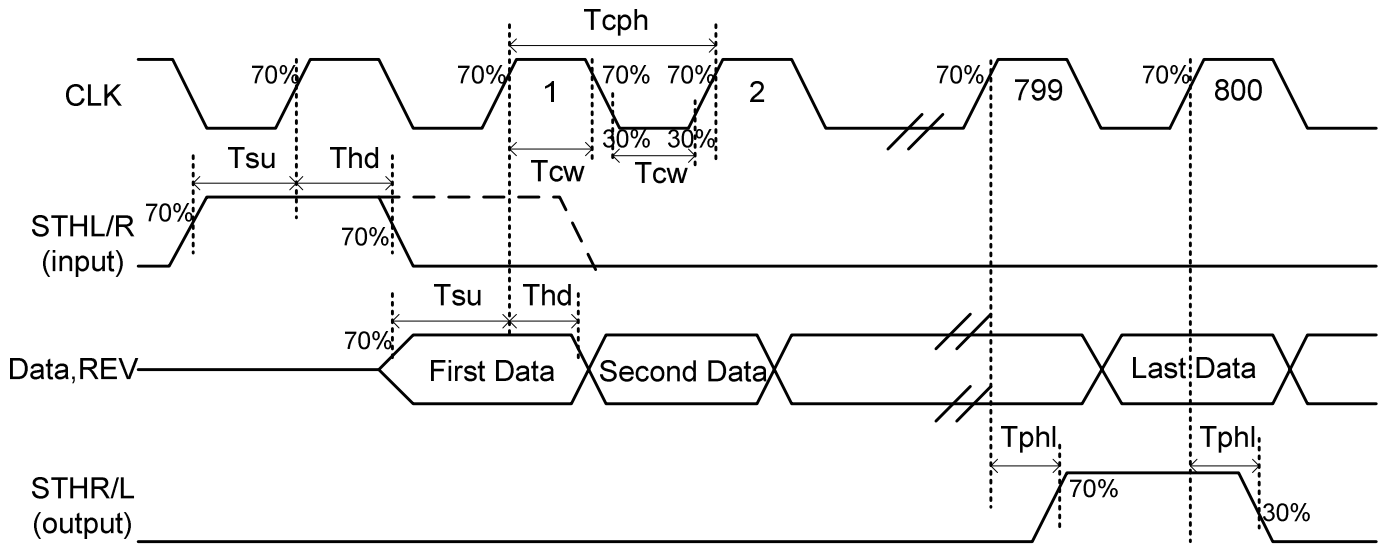 Tcph
70%
70%
70%
70%
70%
70%
CLK
1
2
799
800
30%
30%
Tsu
Thd
Tcw
Tcw
70%
STHL/R
(input)
70%
Tsu
Thd
70%
Data,REV
First Data
Second Data
Last Data
Tphl
Tphl
STHR/L
(output)
70%
30%